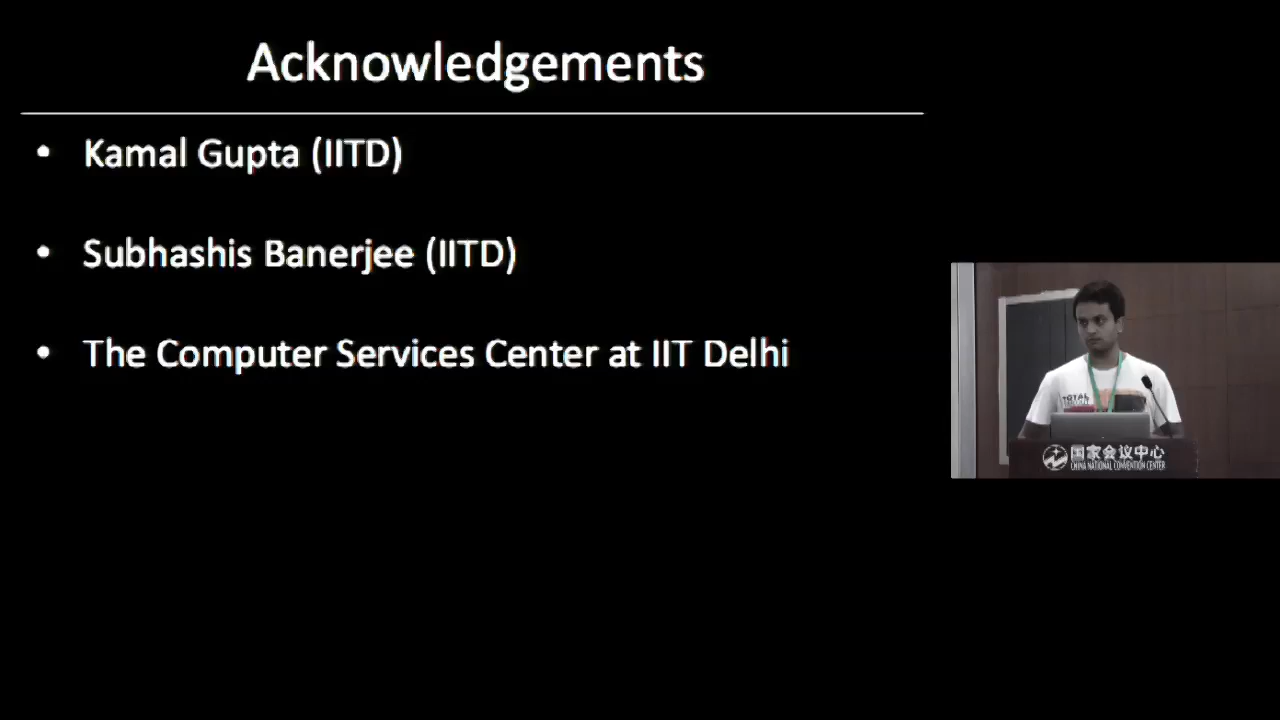 Acknowledgements
• Kamal Gupta (IITD)
• Subhashis Banerjee (IITD)
• The Computer Services Center at IIT Delhi
TOTAL
国家会议中心
CHINA NATIONAL CONVENTION CENTER